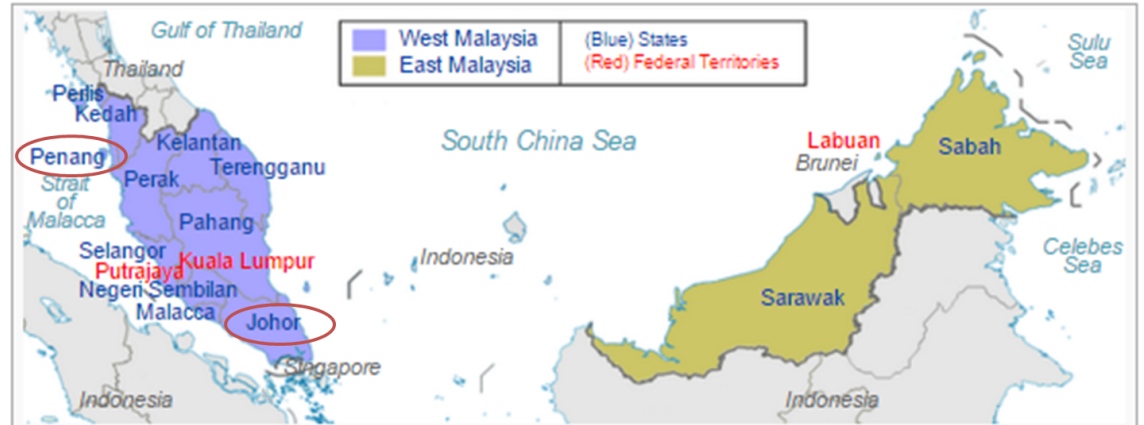 Gulf of Thailand
West Malaysia
East Malaysia
(Blue) States
(Red) Federal Territories
Sulu
Sea
Thailand
Perlis
Kedah
Penang
Kelantan
Terengganu
Perak
Strait
of
Malacca
South China Sea
Labuan
Brunei
Sabah
Pahang
Selangor
Kuala Lumpur
Putrajaya
Negeri Sembilan
Malacca
Johor
Indonesia
Celebes
Sea
Sarawak
Singapore
Indonesia
Indonesia